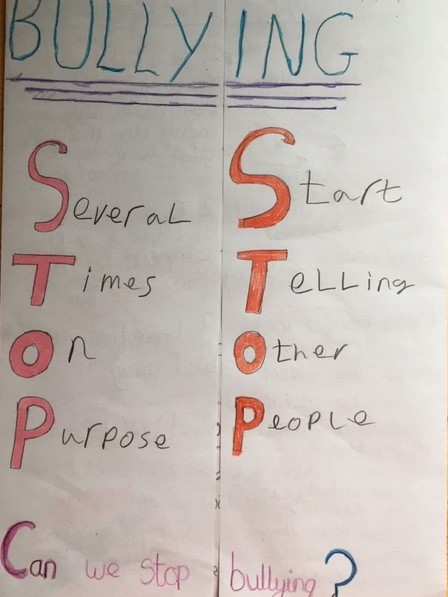 BULLYING
Several Start
Times Telling
On Other
Purpose People
Can we stop bullying?